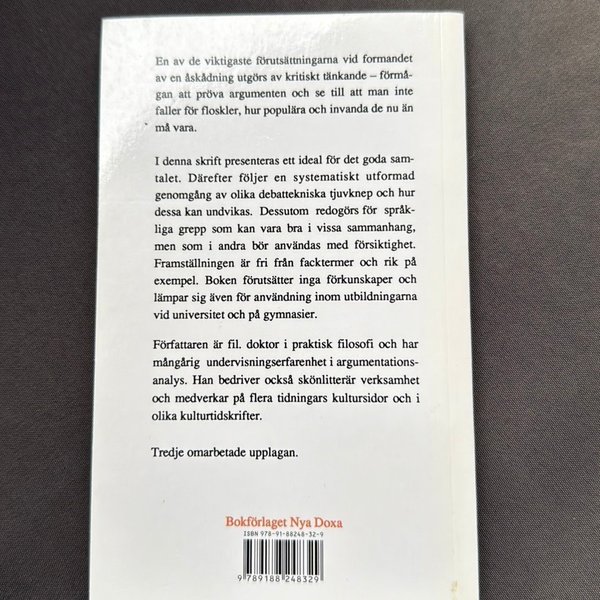 En av de viktigaste förutsättningarna vid formandet
av en åskådning utgörs av kritiskt tänkande – förmå-
gan att pröva argumenten och se till att man inte
faller för floskler, hur populära och invanda de nu än
må vara.
I denna skrift presenteras ett ideal för det goda sam-
talet. Därefter följer en systematiskt utformad
genomgång av olika debattekniska tjuvknep och hur
dessa kan undvikas. Dessutom redogörs för språk-
liga grepp som kan vara bra i vissa sammanhang,
men som i andra bör användas med försiktighet.
Framställningen är fri från facktermer och rik på
exempel. Boken förutsätter inga förkunskaper och
lämpar sig även för användning inom utbildningarna
vid universitet och på gymnasier.
Författaren är fil. doktor i praktisk filosofi och har
mångårig undervisningserfarenhet i argumentations-
analys. Han bedriver också skönlitterär verksamhet
och medverkar på flera tidningars kultursidor och i
olika kulturtidskrifter.
Tredje omarbetade upplagan.
Bokförlaget Nya Doxa
ISBN 978-91-88248-32-9
9 789188 248329